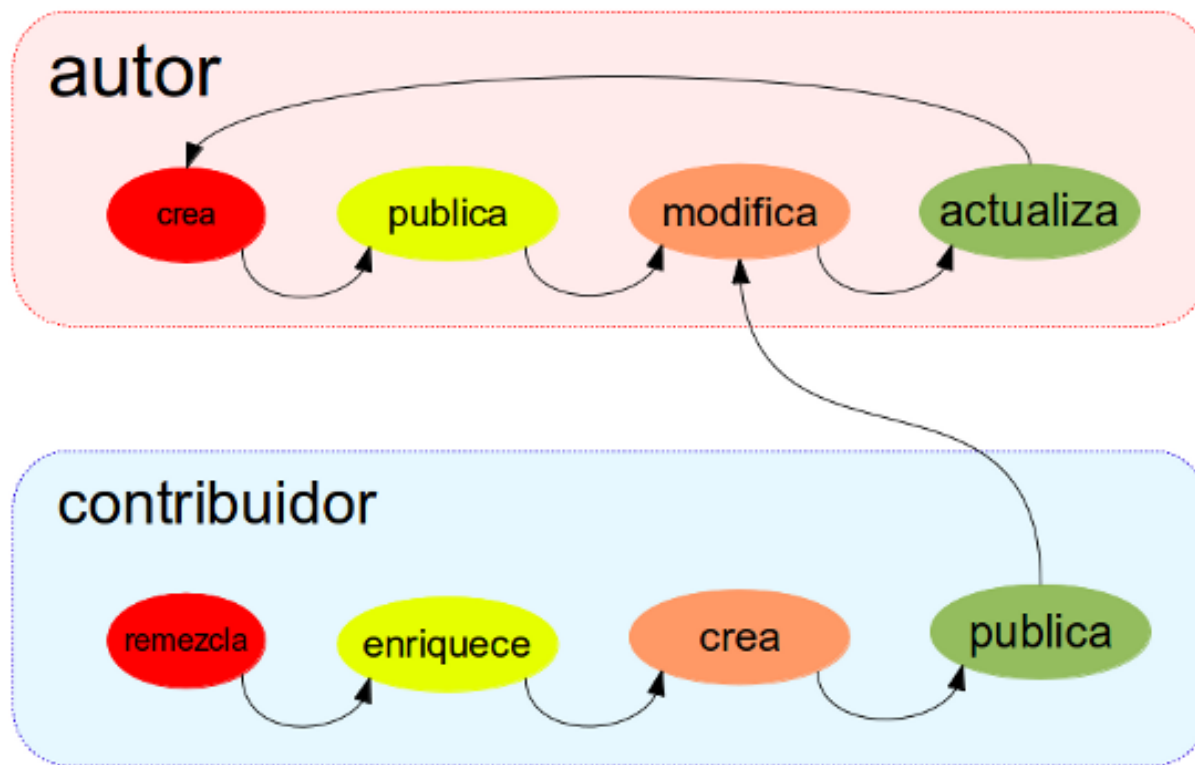 autor
crea
publica
modifica
actualiza
contribuidor
remezcla
enriquece
crea
publica